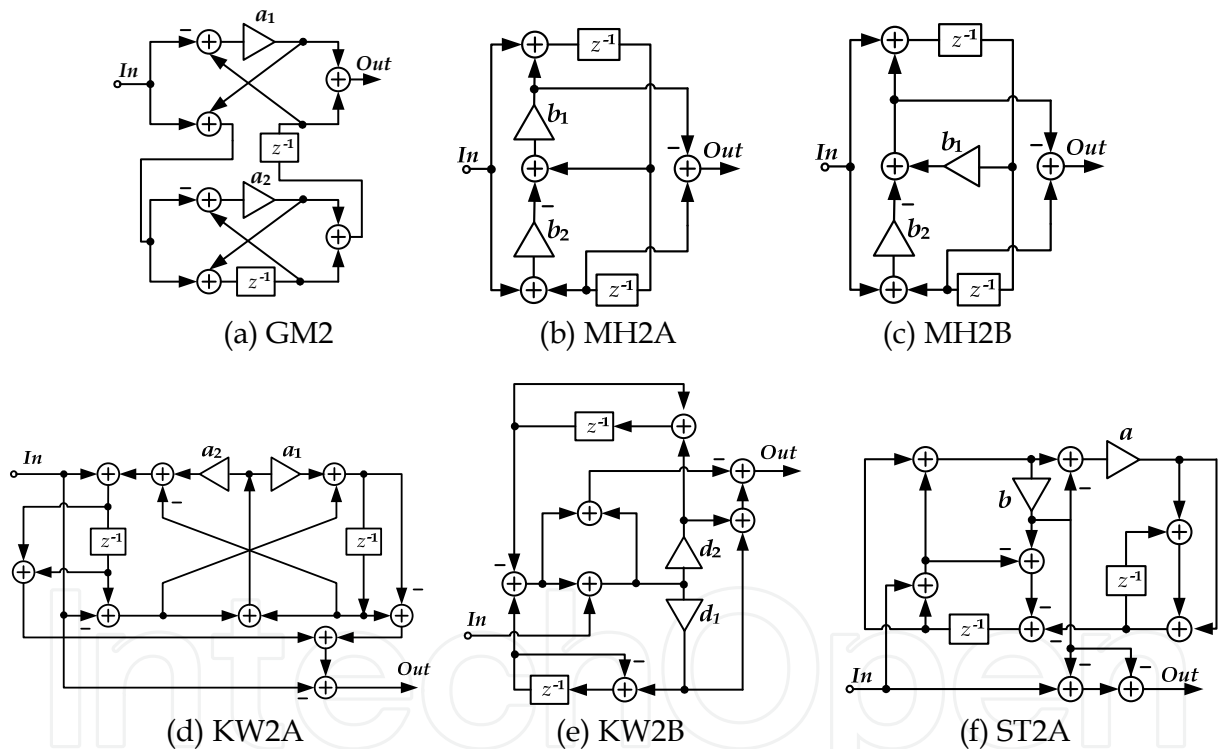 a₁
In
Out
z⁻¹
a₂
z⁻¹
(a) GM2
z⁻¹
b₁
In
Out
b₂
z⁻¹
(b) MH2A
z⁻¹
b₁
In
Out
b₂
z⁻¹
(c) MH2B
In
a₂
a₁
z⁻¹
z⁻¹
Out
(d) KW2A
z⁻¹
Out
d₂
d₁
In
z⁻¹
(e) KW2B
a
b
z⁻¹
z⁻¹
In
Out
(f) ST2A
IntechOpen